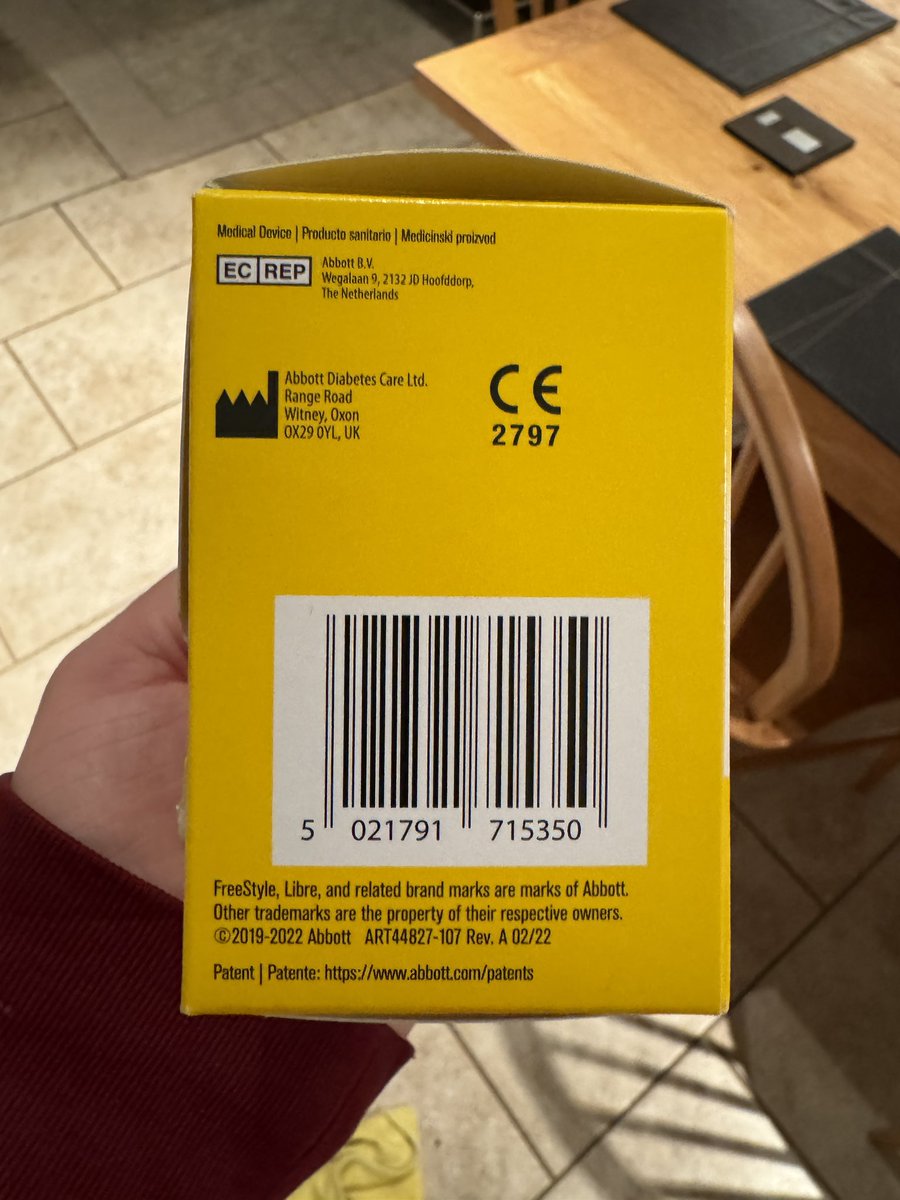 Medical Device | Producto sanitario | Medicinski proizvod
EC REP
Abbott B.V.
Wegalaan 9, 2132 JD Hoofddorp,
The Netherlands
Abbott Diabetes Care Ltd.
Range Road
Witney, Oxon
OX29 0YL, UK
CE
2797
5 021791 715350
FreeStyle, Libre, and related brand marks are marks of Abbott.
Other trademarks are the property of their respective owners.
©2019-2022 Abbott ART44827-107 Rev. A 02/22
Patent | Patente: https://www.abbott.com/patents